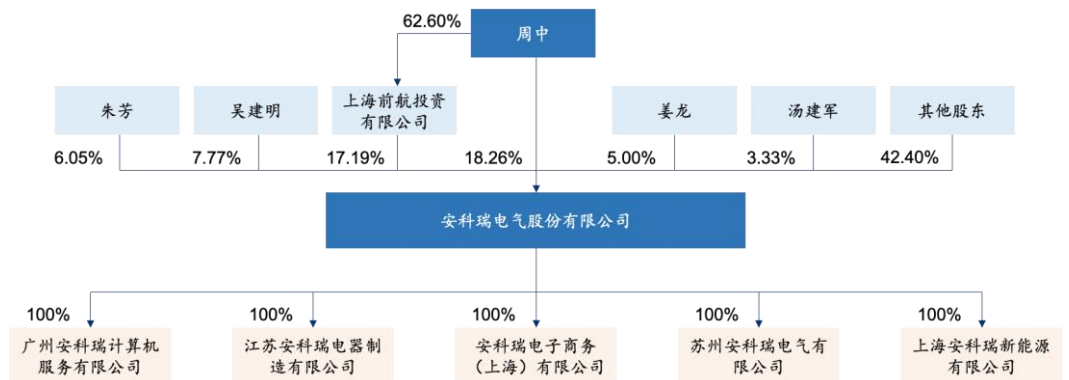 62.60%
周中
朱芳
吴建明
上海前航投资
有限公司
姜龙
汤建军
其他股东
6.05%
7.77%
17.19%
18.26%
5.00%
3.33%
42.40%
安科瑞电气股份有限公司
100%
100%
100%
100%
100%
广州安科瑞计算机
服务有限公司
江苏安科瑞电器制
造有限公司
安科瑞电子商务
（上海）有限公司
苏州安科瑞电气有
限公司
上海安科瑞新能源
有限公司